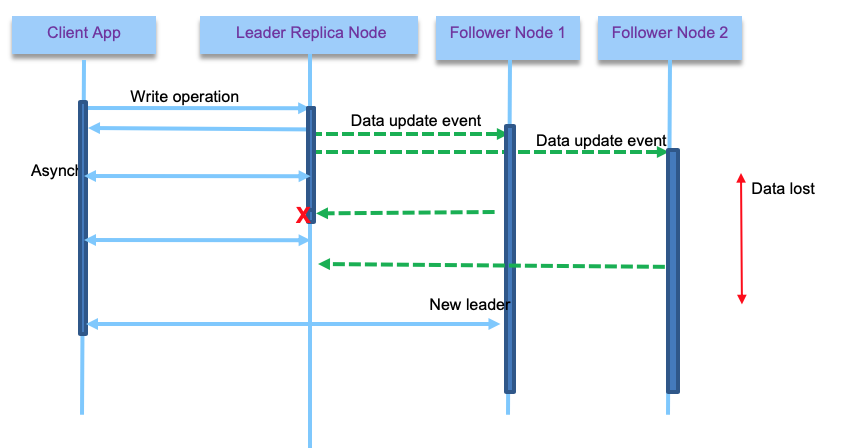 Client App
Leader Replica Node
Follower Node 1
Follower Node 2
Write operation
Data update event
Data update event
Asynch
Data lost
X
New leader